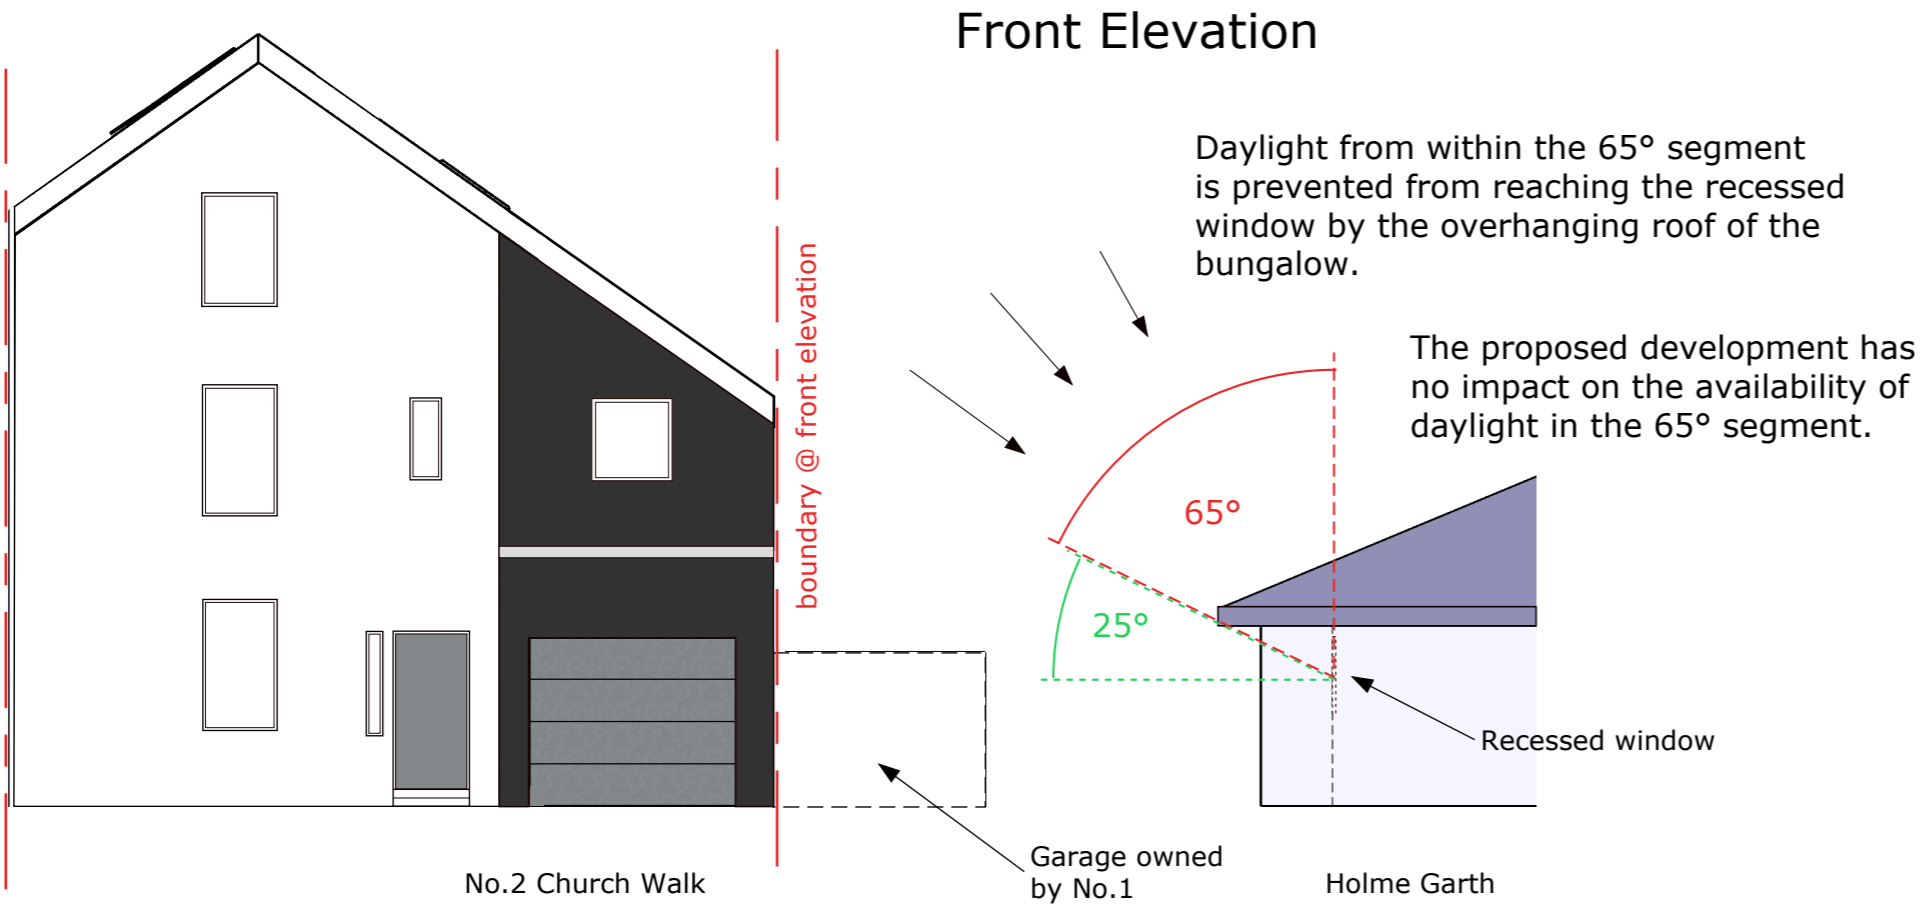 Front Elevation
Daylight from within the 65° segment
is prevented from reaching the recessed
window by the overhanging roof of the
bungalow.
The proposed development has
no impact on the availability of
daylight in the 65° segment.
boundary @ front elevation
65°
25°
Recessed window
Garage owned
by No.1
No.2 Church Walk
Holme Garth